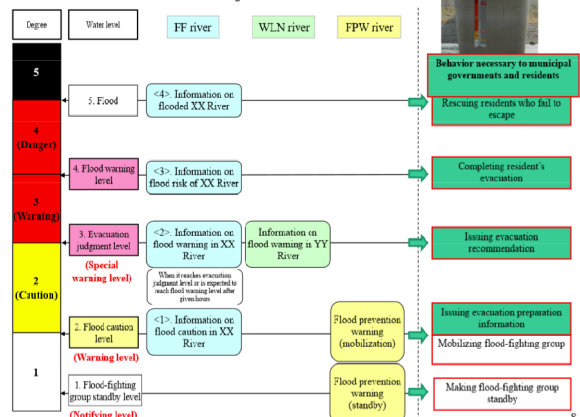 Degree
Water level
FF river
WLN river
FPW river
Behavior necessary to municipal
governments and residents
5
5. Flood
<4>. Information on
flooded XX River
Rescuing residents who fail to
escape
4
(Danger)
4. Flood warning
level
<3>. Information on
flood risk of XX River
Completing resident's
evacuation
3
(Warning)
3. Evacuation
judgment level
(Special
warning level)
<2>. Information on
flood warning in XX
River
Information on
flood warning in YY
River
Issuing evacuation
recommendation
When it reaches evacuation
judgment level or is expected to
reach flood warning level after
given hours
2
(Caution)
2. Flood caution
level
(Warning level)
<1>. Information on
flood caution in XX
River
Flood prevention
warning
(mobilization)
Issuing evacuation preparation
information
Mobilizing flood-fighting group
1
1. Flood-fighting
group standby level
(Notifying level)
Flood prevention
warning
(standby)
Making flood-fighting group
standby